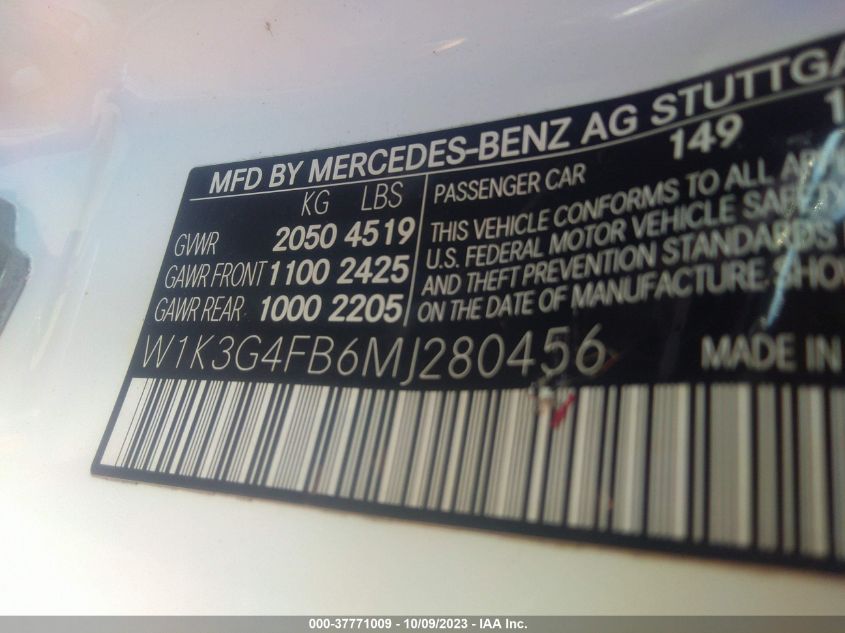 MFD BY MERCEDES-BENZ AG STUTTGA
KG LBS
GVWR 2050 4519
GAWR FRONT 1100 2425
GAWR REAR 1000 2205
PASSENGER CAR 149 1
THIS VEHICLE CONFORMS TO ALL AP
U.S. FEDERAL MOTOR VEHICLE SAFETY
AND THEFT PREVENTION STANDARDS
ON THE DATE OF MANUFACTURE. SHO
W1K3G4FB6MJ280456 MADE IN
000-37771009 - 10/09/2023 - IAA Inc.